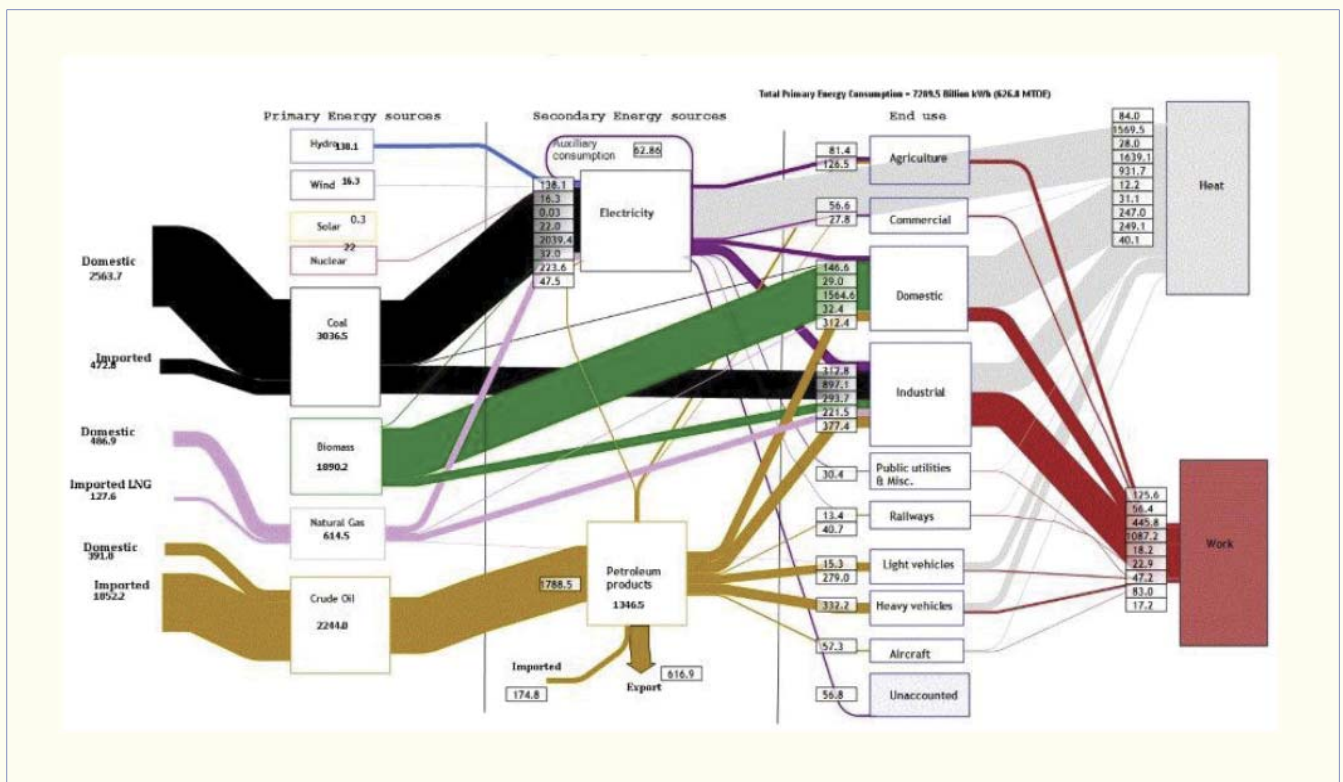 Total Primary Energy Consumption = 7209.5 Billion kWh (626.8 MTOE)
Primary Energy sources
Secondary Energy sources
End use
Hydro 138.1
Wind 16.3
Solar 0.3
22
Nuclear
Domestic
2563.7
Coal
3036.5
Imported
472.8
Domestic
486.9
Biomass
1890.2
Imported LNG
127.6
Natural Gas
614.5
Domestic
391.8
Imported
1852.2
Crude Oil
2244.0
Auxiliary
consumption
62.86
138.1
16.3
0.03
22.0
2039.4
32.0
223.6
47.5
Electricity
1788.5
Petroleum
products
1346.5
Imported
174.8
Export
616.9
81.4
126.5
Agriculture
56.6
27.8
Commercial
146.6
29.0
1564.6
32.4
312.4
Domestic
312.8
897.1
293.7
221.5
377.4
Industrial
30.4
Public utilities
& Misc.
13.4
40.7
Railways
15.3
279.0
Light vehicles
332.2
Heavy vehicles
57.3
Aircraft
56.8
Unaccounted
84.0
1569.5
28.0
1639.1
931.7
12.2
31.1
247.0
249.1
40.1
Heat
125.6
56.4
445.8
1087.2
18.2
22.9
47.2
83.0
17.2
Work